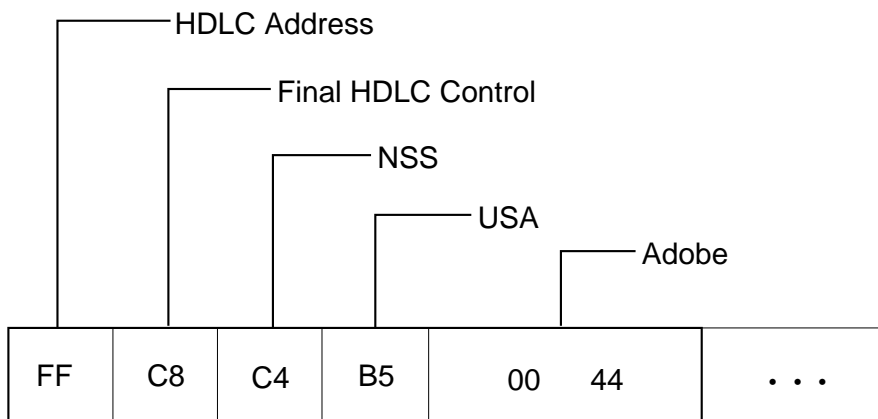 HDLC Address
Final HDLC Control
NSS
USA
Adobe
FF C8 C4 B5 00 44 . . .